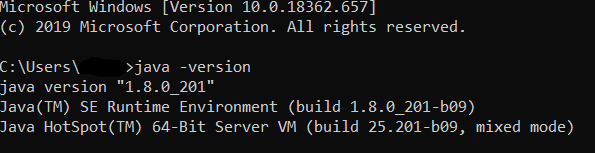 Microsoft Windows [Version 10.0.18362.657]
(c) 2019 Microsoft Corporation. All rights reserved.
C:\Users\ >java -version
java version "1.8.0_201"
Java(TM) SE Runtime Environment (build 1.8.0_201-b09)
Java HotSpot(TM) 64-Bit Server VM (build 25.201-b09, mixed mode)